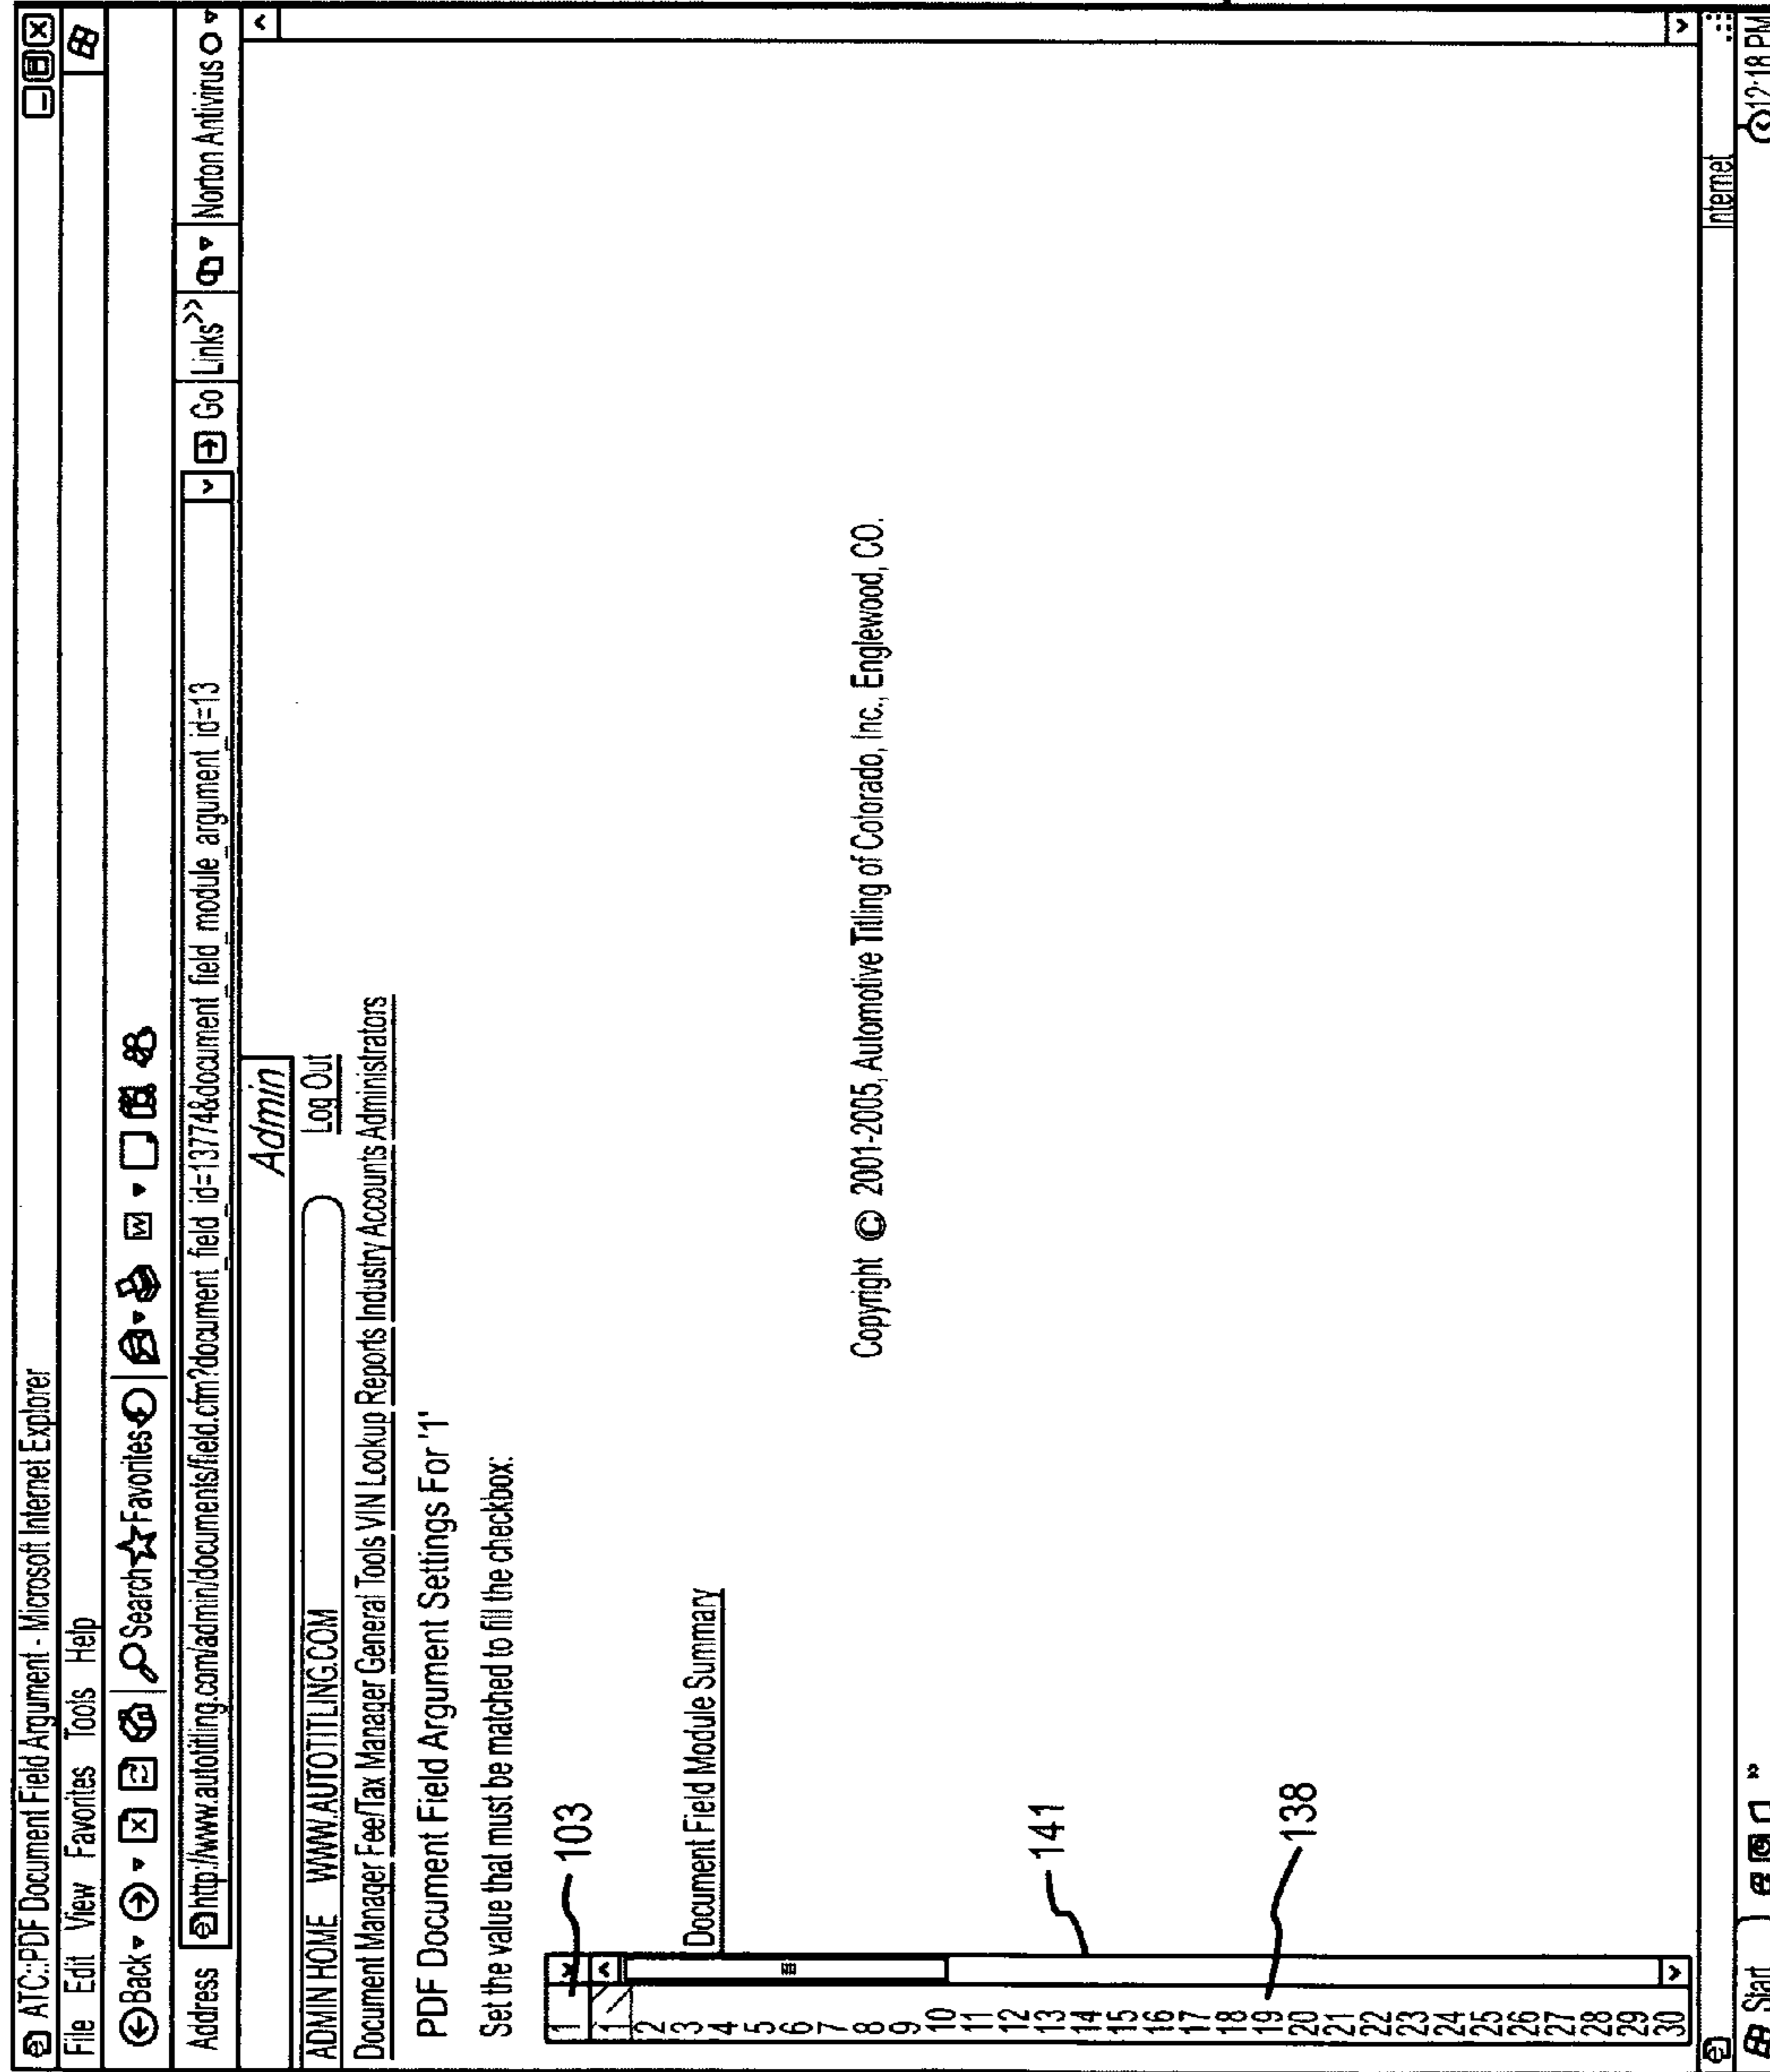 ATC::PDF Document Field Argument - Microsoft Internet Explorer
File Edit View Favorites Tools Help
Back Search Favorites W
Address http://www.autotitling.com/admin/documents/field.cfm?document_field_id=13774&document_field_module_argument_id=13 Go Links>> Norton Antivirus
Admin
ADMIN HOME WWW.AUTOTITLING.COM Log Out
Document Manager Fee/Tax Manager General Tools VIN Lookup Reports Industry Accounts Administrators
PDF Document Field Argument Settings For '1'
Set the value that must be matched to fill the checkbox:
1
103
1
2
3
Document Field Module Summary
4
5
6
7
8
Copyright © 2001-2005, Automotive Titling of Colorado, Inc., Englewood, CO.
9
10
11
12
13
141
14
15
16
17
18
19
138
20
21
22
23
24
25
26
27
28
29
30
Internet
Start » 12:18 PM